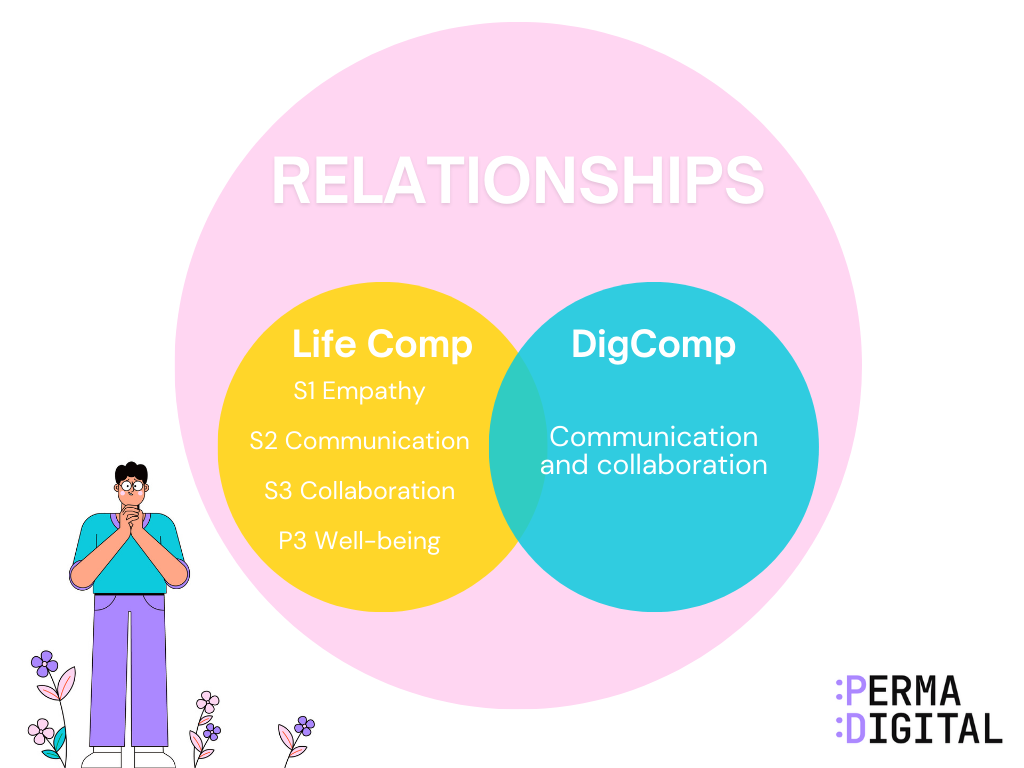 RELATIONSHIPS
Life Comp
S1 Empathy
S2 Communication
S3 Collaboration
P3 Well-being
DigComp
Communication
and collaboration
:PERMA
:DIGITAL